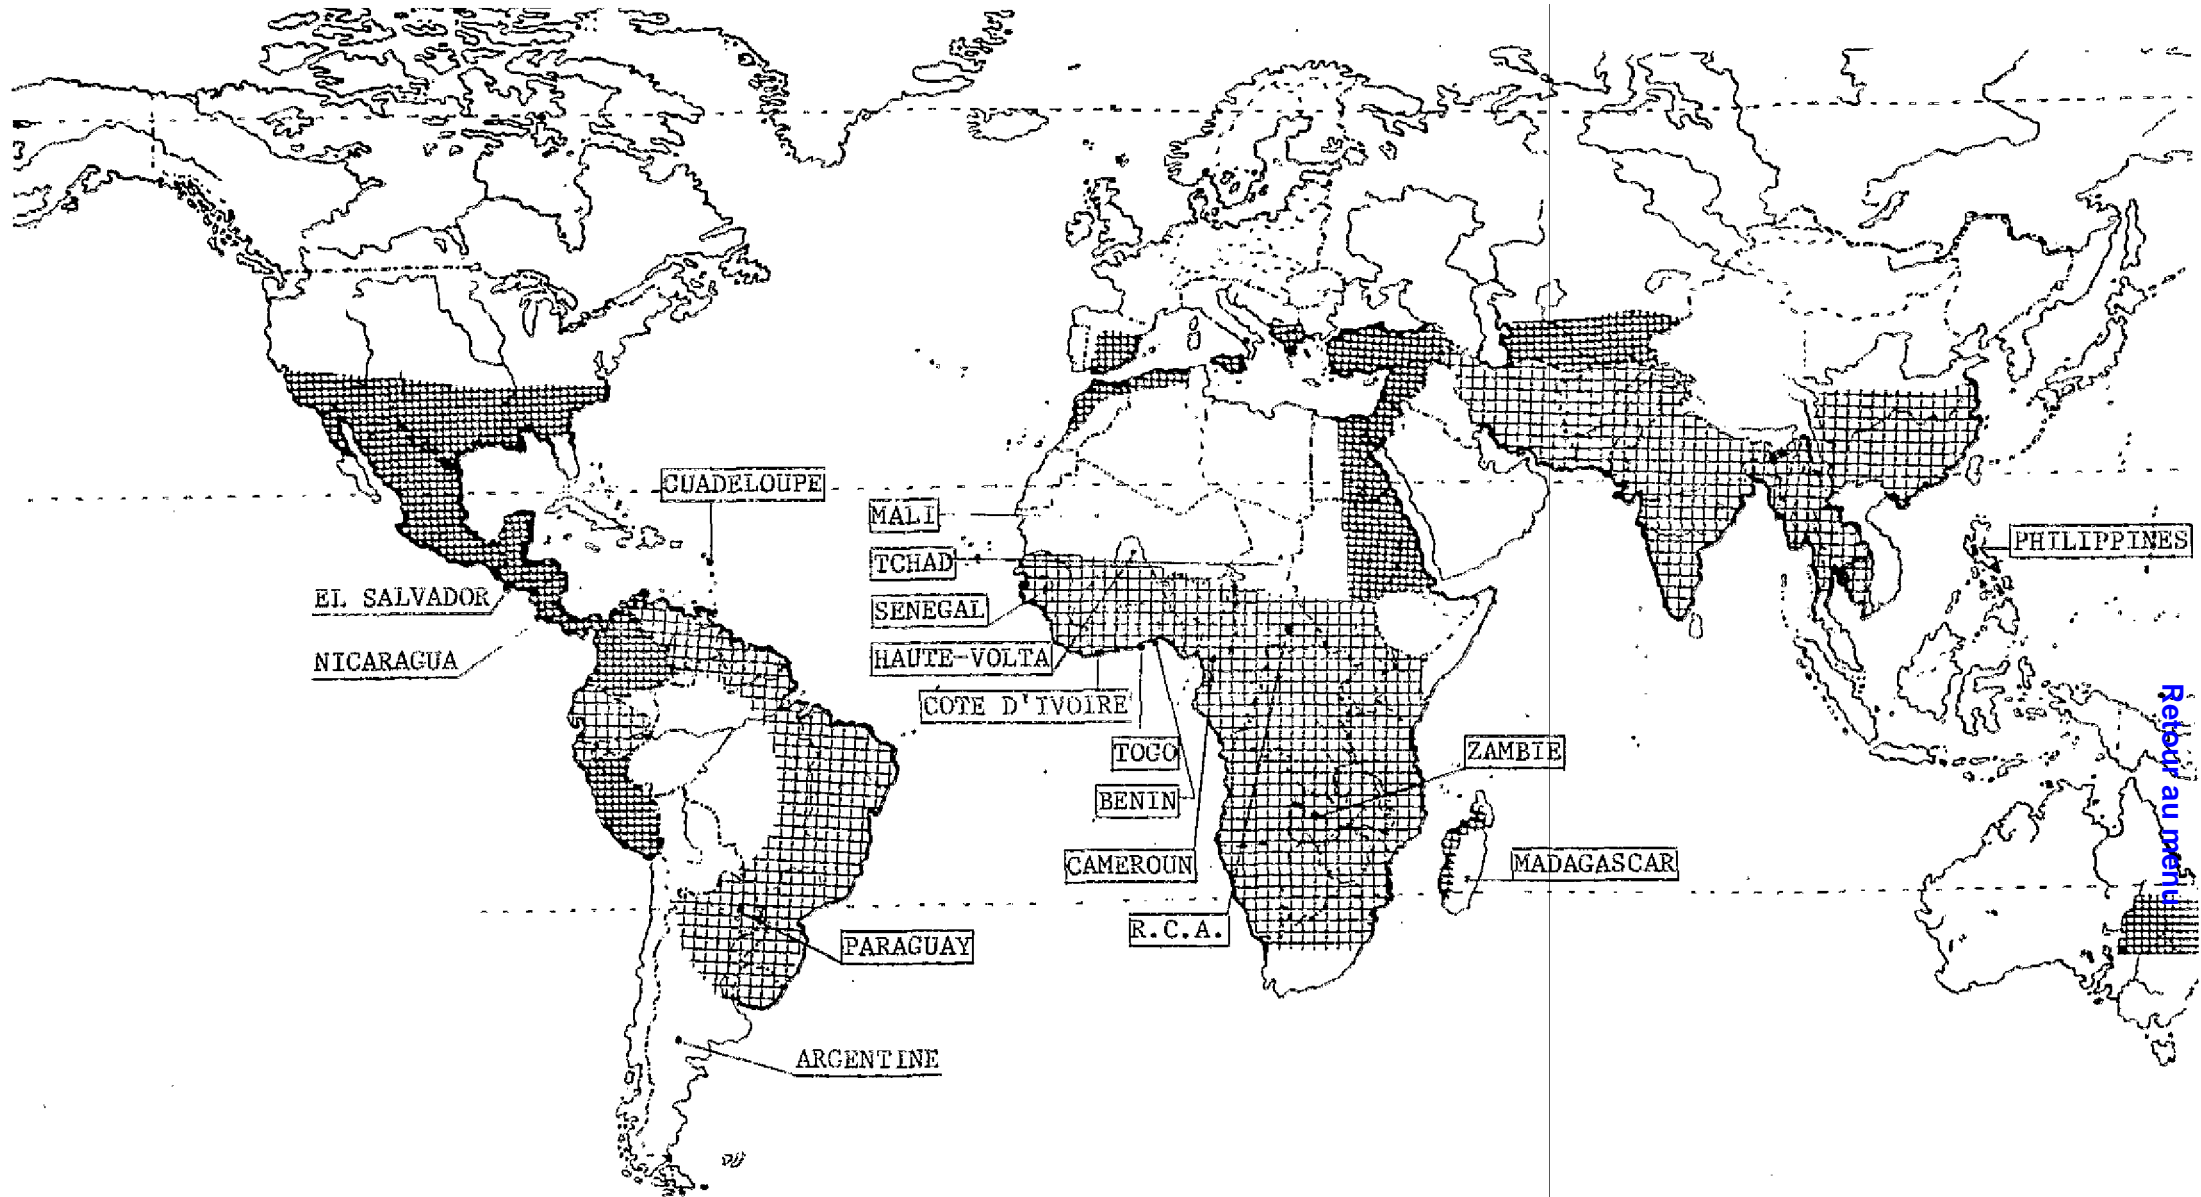 GUADELOUPE
MALI
TCHAD
SENEGAL
HAUTE-VOLTA
COTE D'IVOIRE
TOGO
BENIN
CAMEROUN
R.C.A.
ZAMBIE
MADAGASCAR
PHILIPPINES
EL SALVADOR
NICARAGUA
PARAGUAY
ARGENTINE
Retour au menu